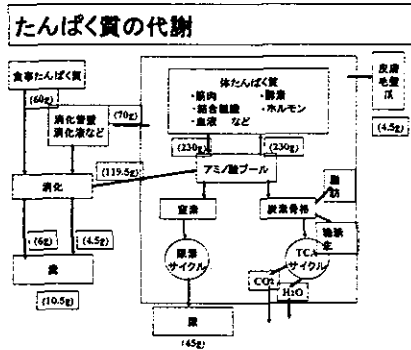 たんぱく質の代謝
食事たんぱく質
(60g)
消化管壁
消化液など
(70g)
体たんぱく質
・筋肉 ・酵素
・結合組織 ・ホルモン
・血液 など
皮膚
毛髪
爪
(4.5g)
(230g)
(230g)
消化
(119.5g)
アミノ酸プール
脂肪
窒素
炭素骨格
(6g)
(4.5g)
糞
(10.5g)
尿素
サイクル
TCA
サイクル
CO2
H2O
尿
(45g)